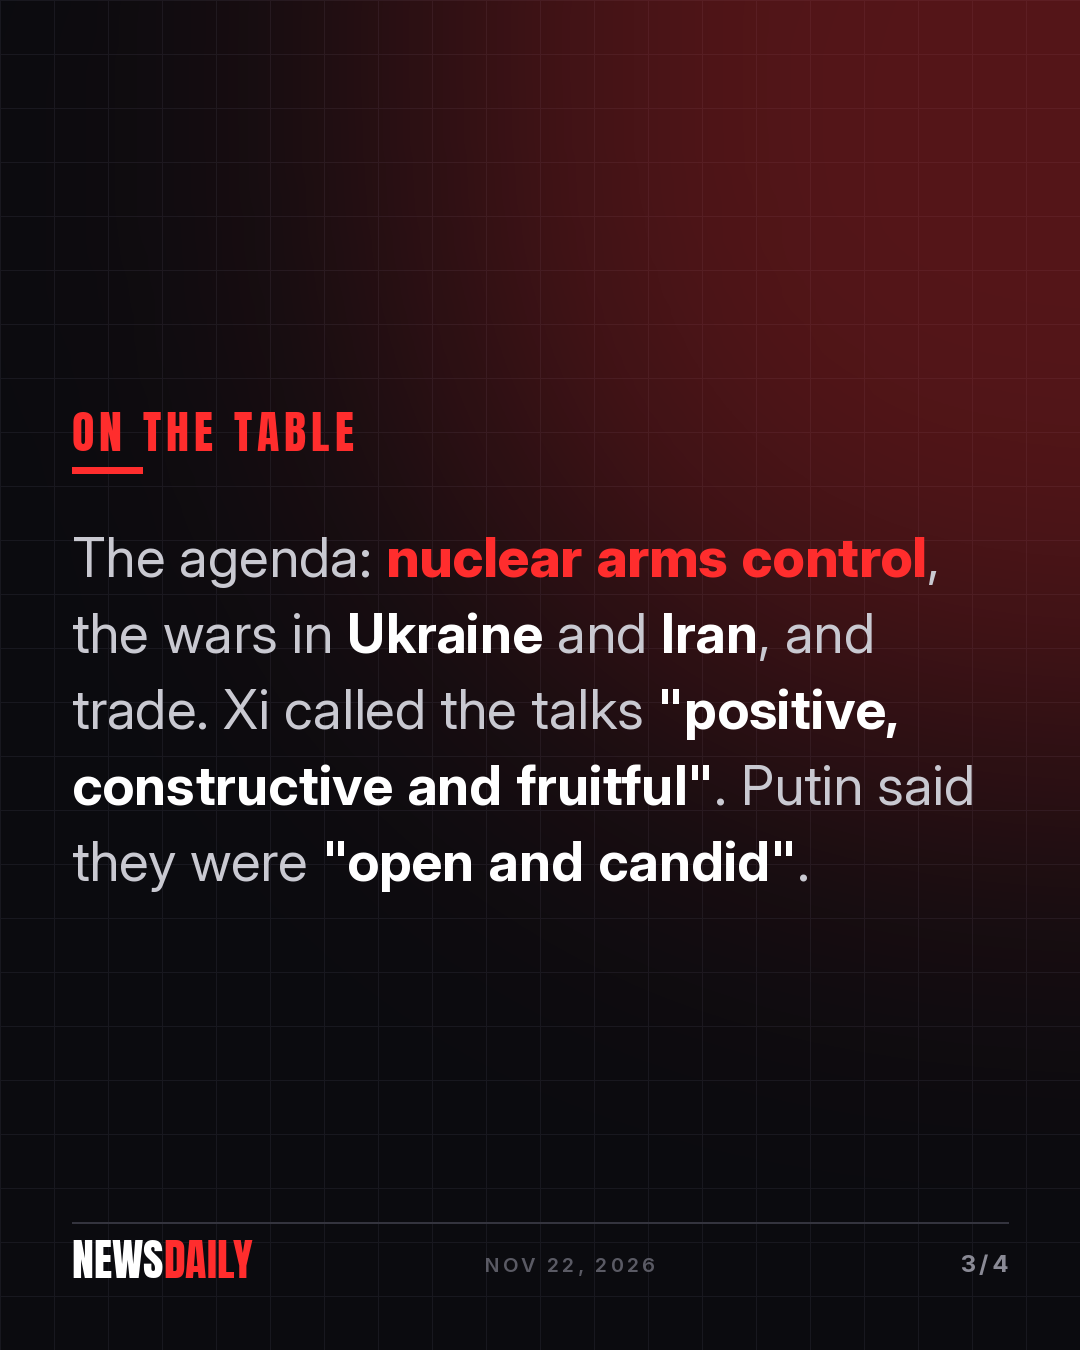 ON THE TABLE
The agenda: nuclear arms control,
the wars in Ukraine and Iran, and
trade. Xi called the talks "positive,
constructive and fruitful". Putin said
they were "open and candid".
NEWSDAILY
NOV 22, 2026
3/4